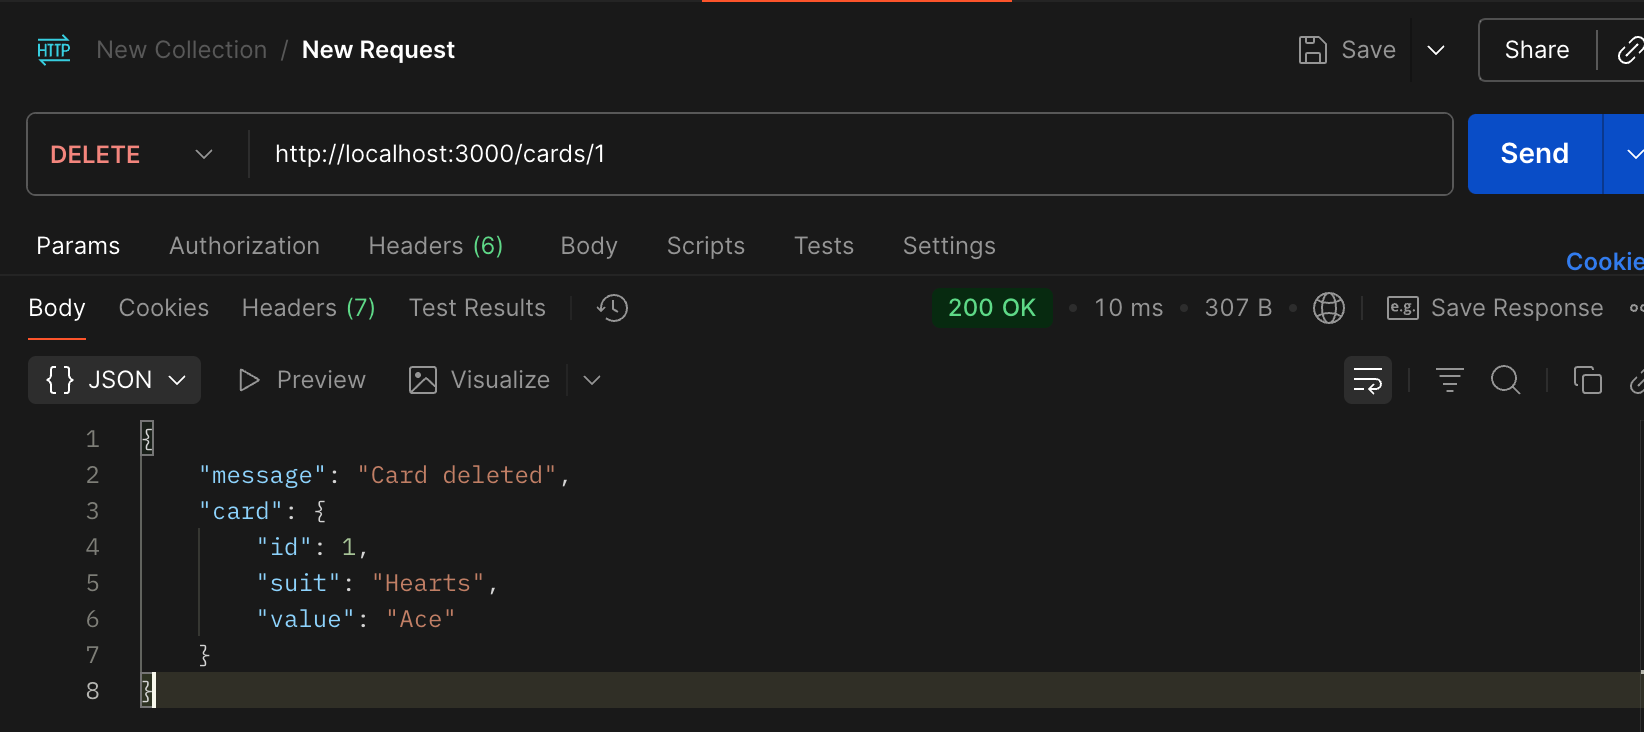 HTTP New Collection / New Request Save Share
DELETE http://localhost:3000/cards/1 Send
Params Authorization Headers (6) Body Scripts Tests Settings
Cookie
Body Cookies Headers (7) Test Results 200 OK • 10 ms • 307 B • e.g. Save Response
{} JSON Preview Visualize
1 {
2 "message": "Card deleted",
3 "card": {
4 "id": 1,
5 "suit": "Hearts",
6 "value": "Ace"
7 }
8 }